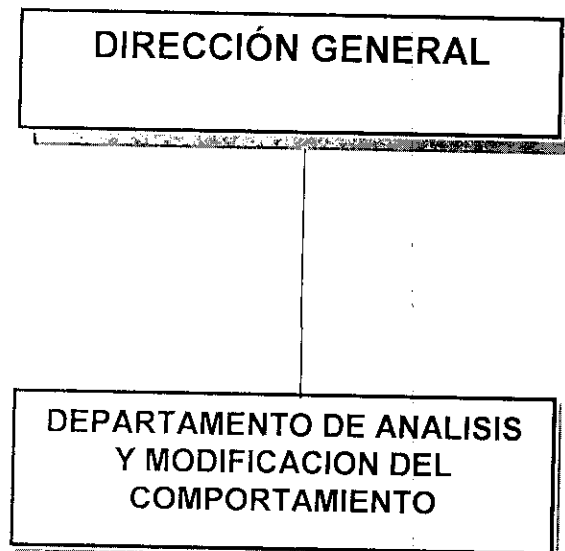 DIRECCIÓN GENERAL
DEPARTAMENTO DE ANALISIS
Y MODIFICACION DEL
COMPORTAMIENTO